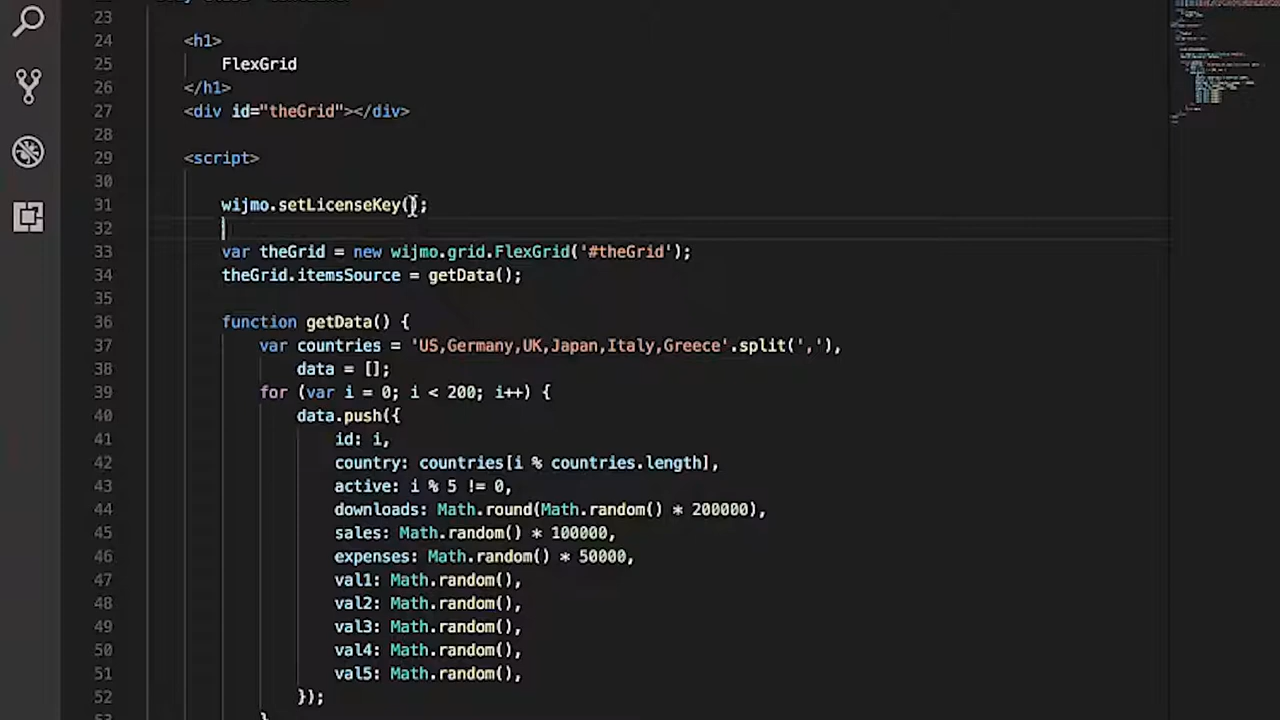 23
24 <h1>
25 FlexGrid
26 </h1>
27 <div id="theGrid"></div>
28
29 <script>
30
31 wijmo.setLicenseKey();
32
33 var theGrid = new wijmo.grid.FlexGrid('#theGrid');
34 theGrid.itemsSource = getData();
35
36 function getData() {
37 var countries = 'US,Germany,UK,Japan,Italy,Greece'.split(','),
38 data = [];
39 for (var i = 0; i < 200; i++) {
40 data.push({
41 id: i,
42 country: countries[i % countries.length],
43 active: i % 5 != 0,
44 downloads: Math.round(Math.random() * 200000),
45 sales: Math.random() * 100000,
46 expenses: Math.random() * 50000,
47 val1: Math.random(),
48 val2: Math.random(),
49 val3: Math.random(),
50 val4: Math.random(),
51 val5: Math.random(),
52 });
53 }